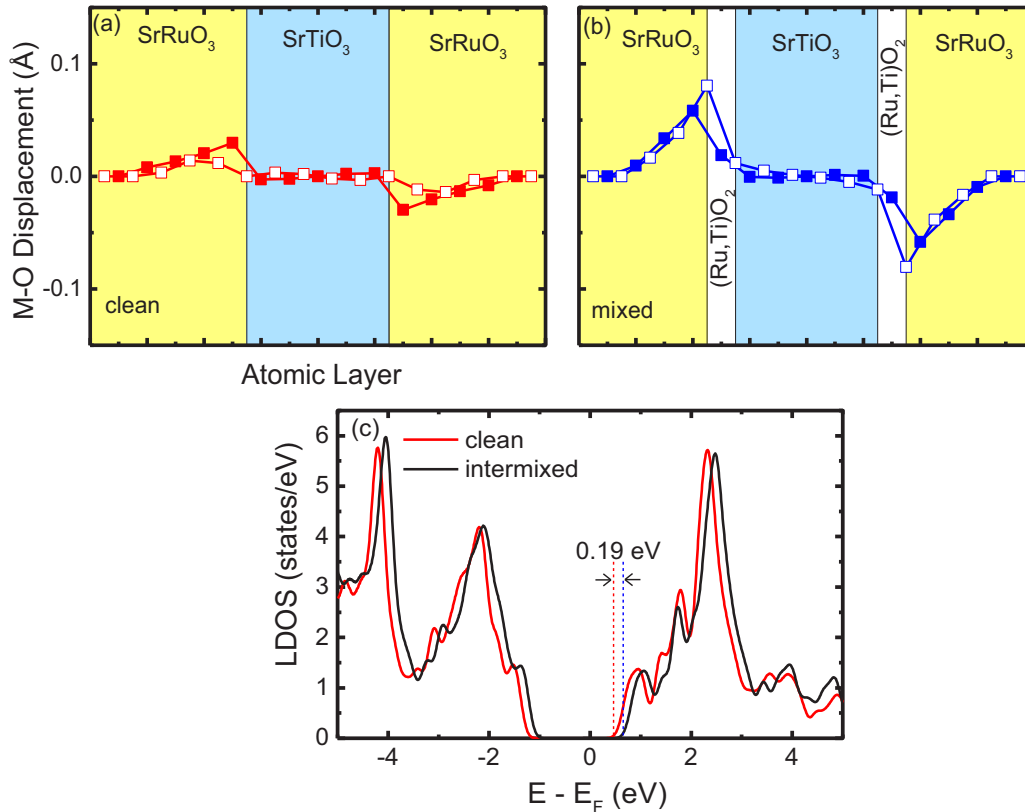 (a)
SrRuO₃
SrTiO₃
SrRuO₃
(b)
SrRuO₃
SrTiO₃
SrRuO₃
(Ru,Ti)O₂
(Ru,Ti)O₂
M-O Displacement (Å)
0.1
0.0
-0.1
clean
mixed
Atomic Layer
(c)
clean
intermixed
0.19 eV
LDOS (states/eV)
6
5
4
3
2
1
0
-4 -2 0 2 4
E - E_F (eV)